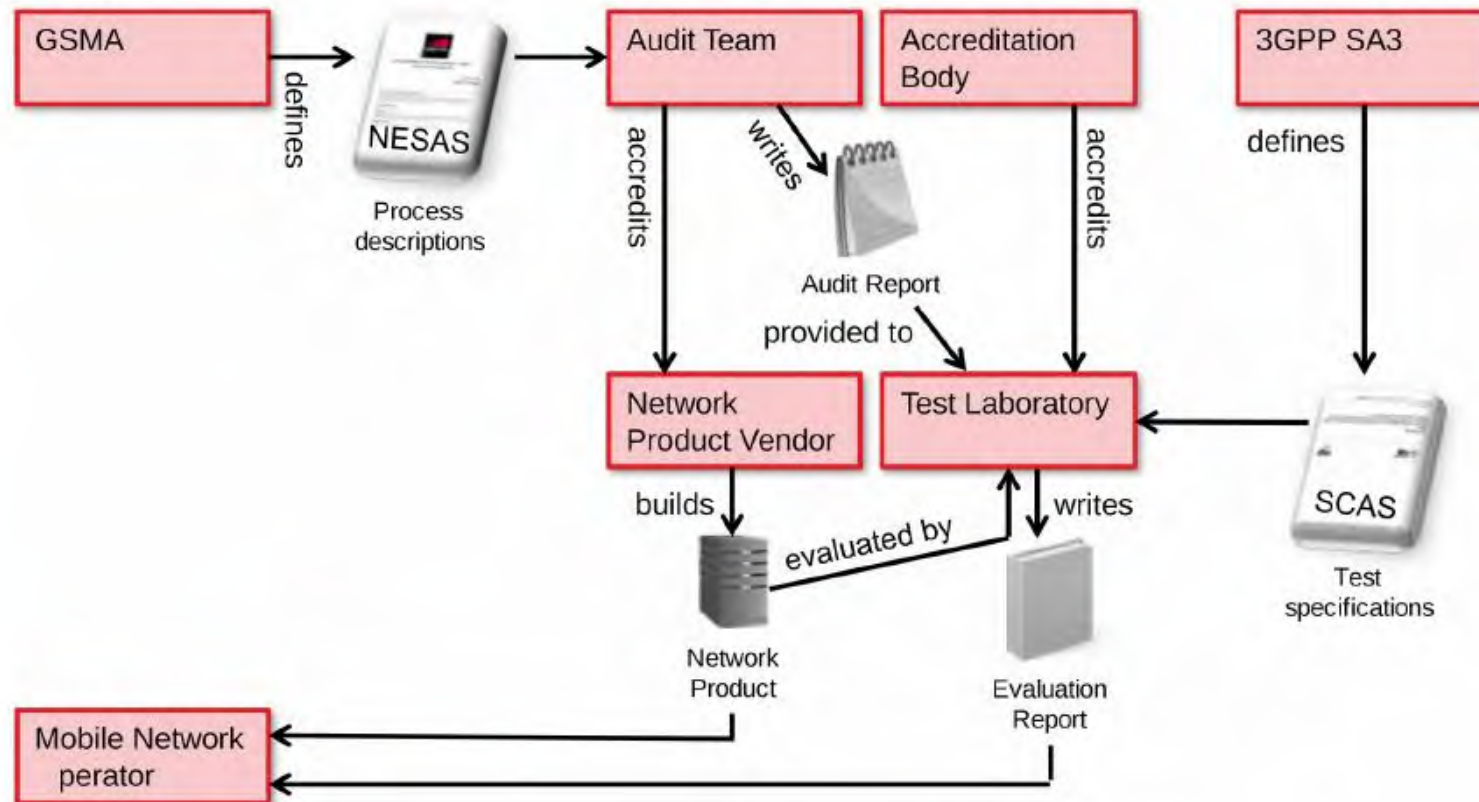 GSMA
defines
NESAS
Process
descriptions
Audit Team
accredits
writes
Audit Report
provided to
Accreditation
Body
accredits
3GPP SA3
defines
SCAS
Test
specifications
Network
Product Vendor
builds
Network
Product
evaluated by
Test Laboratory
writes
Evaluation
Report
Mobile Network
perator